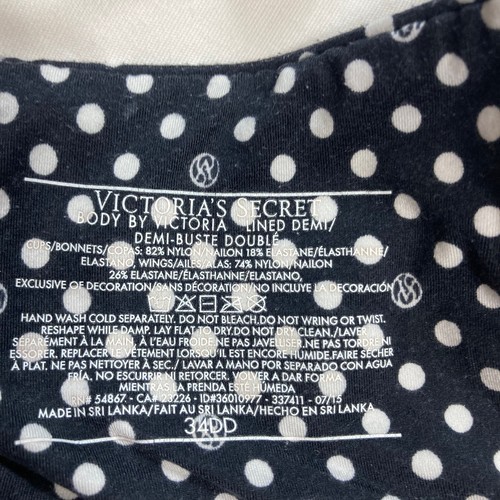 VICTORIA'S SECRET
BODY BY VICTORIA LINED DEMI/
DEMI-BUSTE DOUBLÉ
CUPS/BONNETS/COPAS: 82% NYLON/NAILON 18% ELASTANE/ÉLASTHANNE/
ELASTANO, WINGS/AILES/ALAS: 74% NYLON/NAILON
26% ELASTANE/ÉLASTHANNE/ELASTANO,
EXCLUSIVE OF DECORATION/SANS DÉCORATION/NO INCLUYE LA DECORACIÓN
HAND WASH COLD SEPARATELY. DO NOT BLEACH.DO NOT WRING OR TWIST.
RESHAPE WHILE DAMP. LAY FLAT TO DRY.DO NOT DRY CLEAN./LAVER
SÉPARÉMENT À LA MAIN, À L'EAU FROIDE.NE PAS JAVELLISER.NE PAS TORDRE NI
ESSORER. REPLACER LE VÊTEMENT LORSQU'IL EST ENCORE HUMIDE.FAIRE SÉCHER
À PLAT. NE PAS NETTOYER À SEC./ LAVAR A MANO POR SEPARADO CON AGUA
FRÍA. NO ESCURRIR NI RETORCER. VOLVER A DAR FORMA
MIENTRAS LA PRENDA ESTÉ HÚMEDA
RN# 54867 - CA# 23226 - ID#36010977 - 337411 - 07/15
MADE IN SRI LANKA/FAIT AU SRI LANKA/HECHO EN SRI LANKA
34DD